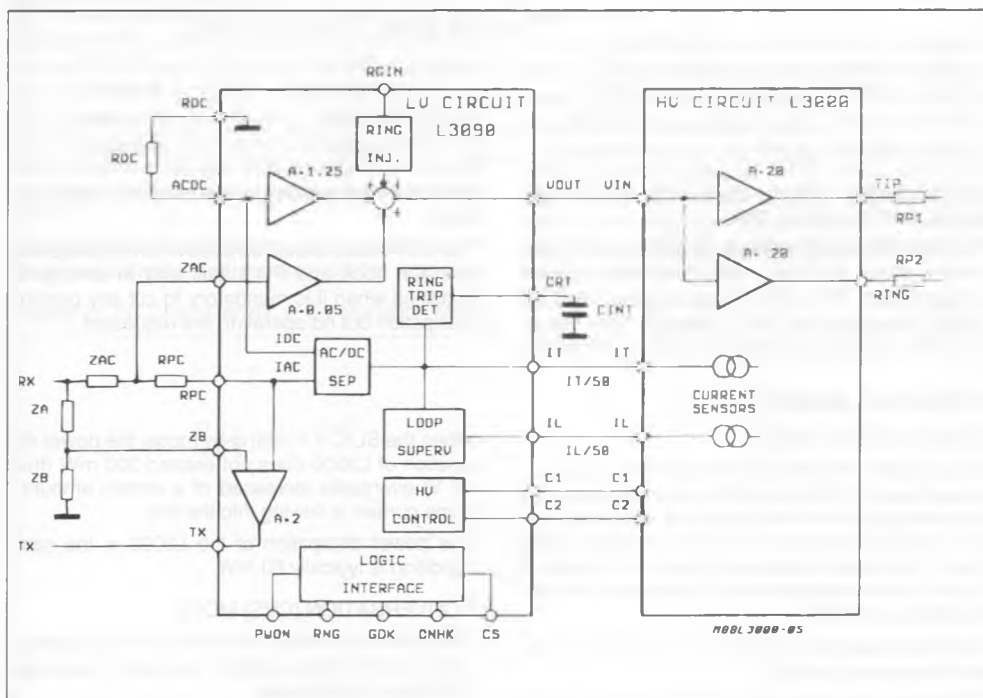 RGIN
LV CIRCUIT
L3090
HV CIRCUIT L3000
RDC
RDC
RING
INJ.
ACDC
A=1.25
VOUT
VIN
A=20
TIP
RP1
ZAC
A=0.05
RING
TRIP
DET
CRT
CINT
A=-20
RP2
RING
IDC
IAC
AC/DC
SEP
IT
IT/50
IT
CURRENT
SENSORS
RX
ZAC
RPC
RPC
ZA
ZB
ZB
LOOP
SUPERV
IL
IL/50
IL
HV
CONTROL
C1
C1
C2
C2
TX
TX
A=2
LOGIC
INTERFACE
PWON
RNG
GDK
CNHK
CS
M88L3000-05